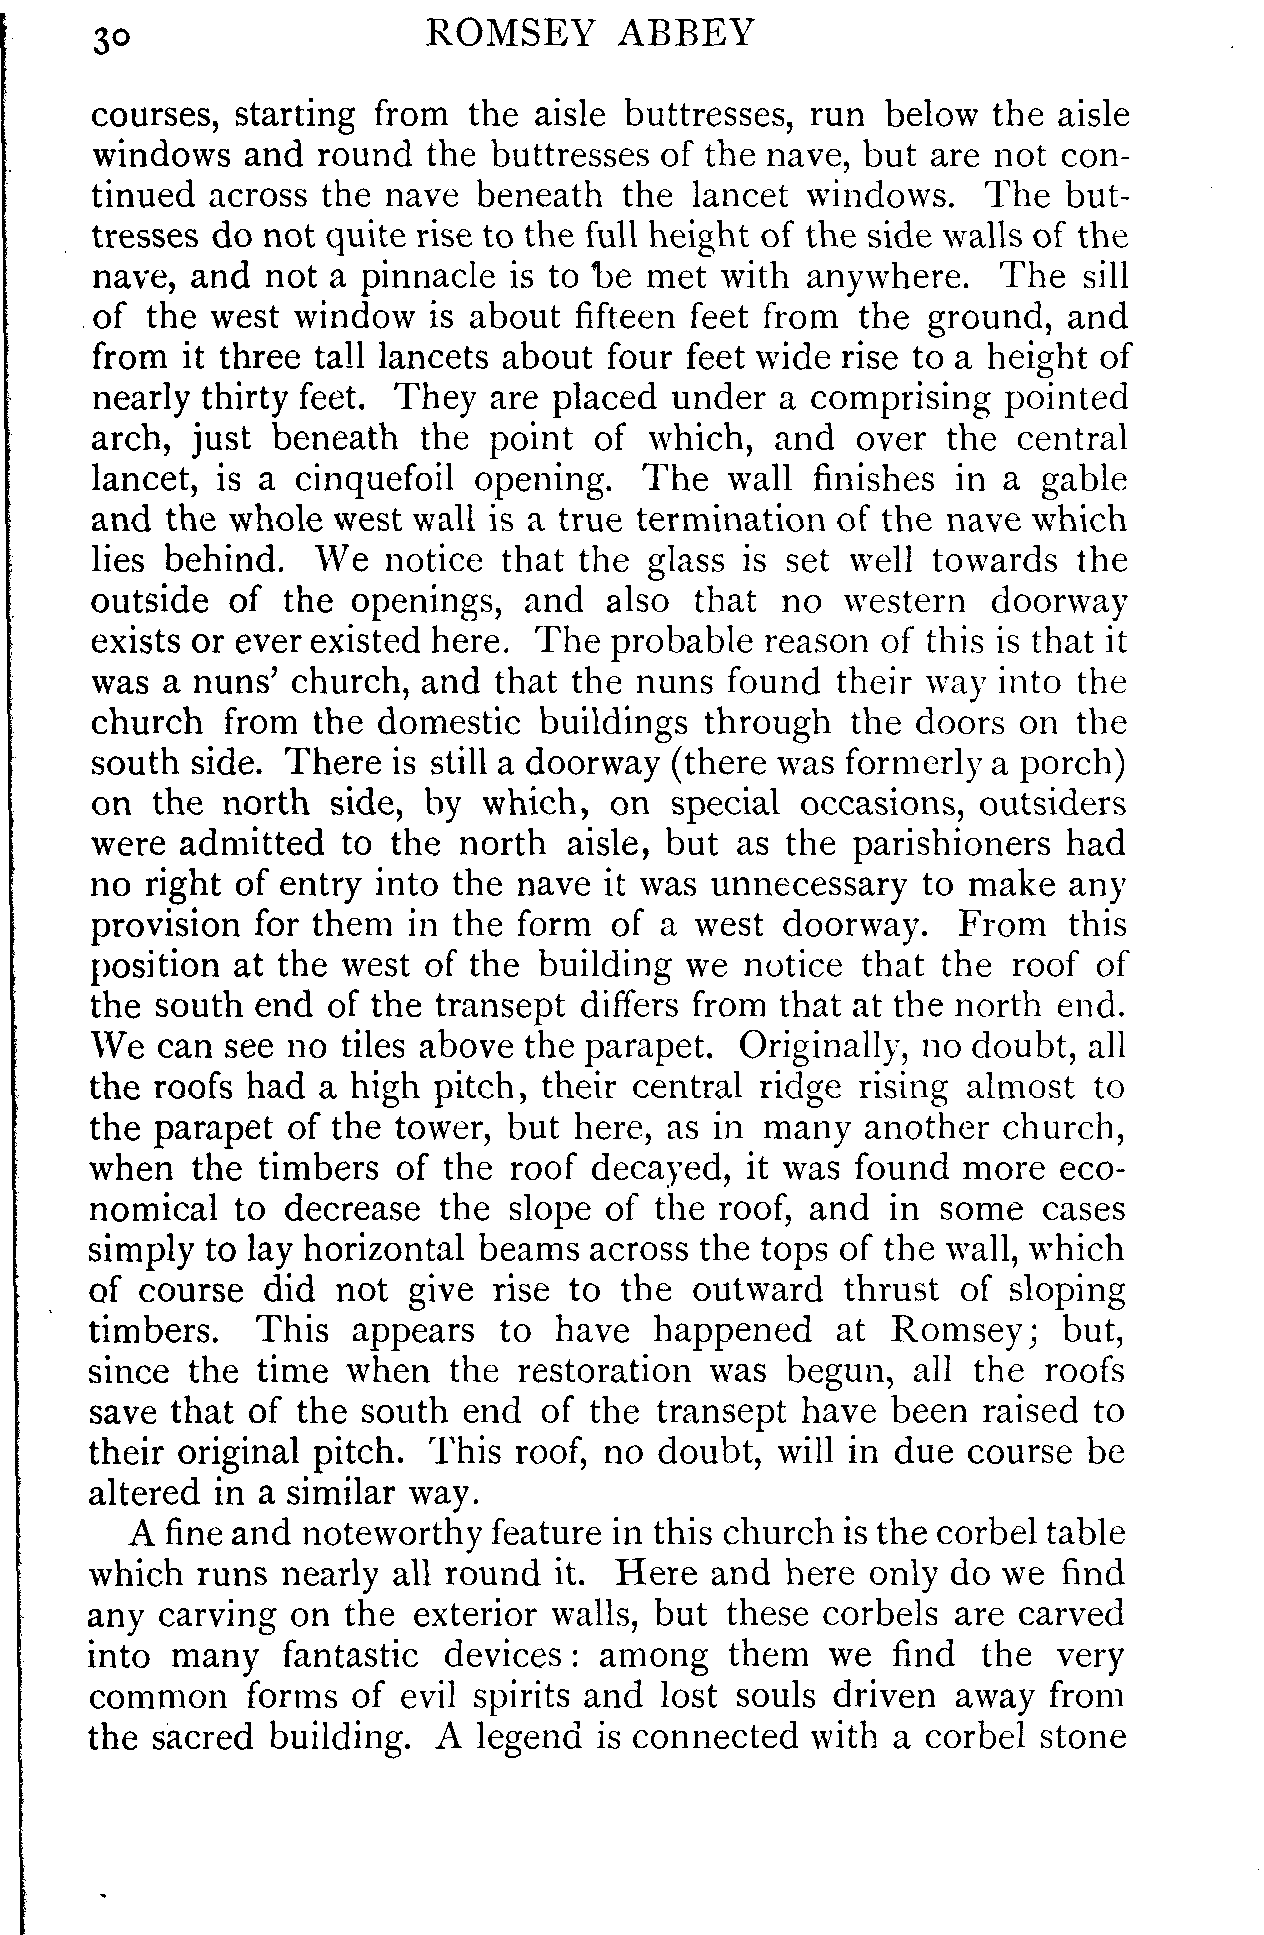 30 ROMSEY ABBEY
courses, starting from the aisle buttresses, run below the aisle
windows and round the buttresses of the nave, but are not con-
tinued across the nave beneath the lancet windows. The but-
tresses do not quite rise to the full height of the side walls of the
nave, and not a pinnacle is to be met with anywhere. The sill
of the west window is about fifteen feet from the ground, and
from it three tall lancets about four feet wide rise to a height of
nearly thirty feet. They are placed under a comprising pointed
arch, just beneath the point of which, and over the central
lancet, is a cinquefoil opening. The wall finishes in a gable
and the whole west wall is a true termination of the nave which
lies behind. We notice that the glass is set well towards the
outside of the openings, and also that no western doorway
exists or ever existed here. The probable reason of this is that it
was a nuns' church, and that the nuns found their way into the
church from the domestic buildings through the doors on the
south side. There is still a doorway (there was formerly a porch)
on the north side, by which, on special occasions, outsiders
were admitted to the north aisle, but as the parishioners had
no right of entry into the nave it was unnecessary to make any
provision for them in the form of a west doorway. From this
position at the west of the building we notice that the roof of
the south end of the transept differs from that at the north end.
We can see no tiles above the parapet. Originally, no doubt, all
the roofs had a high pitch, their central ridge rising almost to
the parapet of the tower, but here, as in many another church,
when the timbers of the roof decayed, it was found more eco-
nomical to decrease the slope of the roof, and in some cases
simply to lay horizontal beams across the tops of the wall, which
of course did not give rise to the outward thrust of sloping
timbers. This appears to have happened at Romsey; but,
since the time when the restoration was begun, all the roofs
save that of the south end of the transept have been raised to
their original pitch. This roof, no doubt, will in due course be
altered in a similar way.
A fine and noteworthy feature in this church is the corbel table
which runs nearly all round it. Here and here only do we find
any carving on the exterior walls, but these corbels are carved
into many fantastic devices: among them we find the very
common forms of evil spirits and lost souls driven away from
the sacred building. A legend is connected with a corbel stone